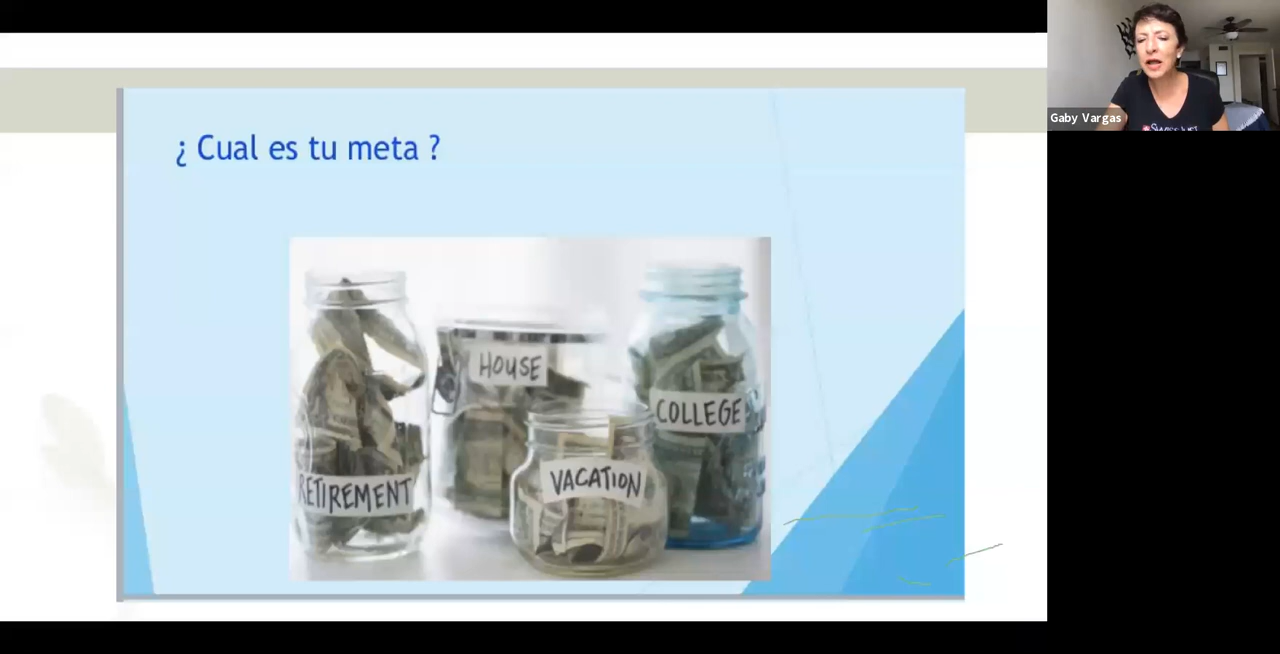 ¿ Cual es tu meta ?
Gaby Vargas
HOUSE
COLLEGE
VACATION
RETIREMENT